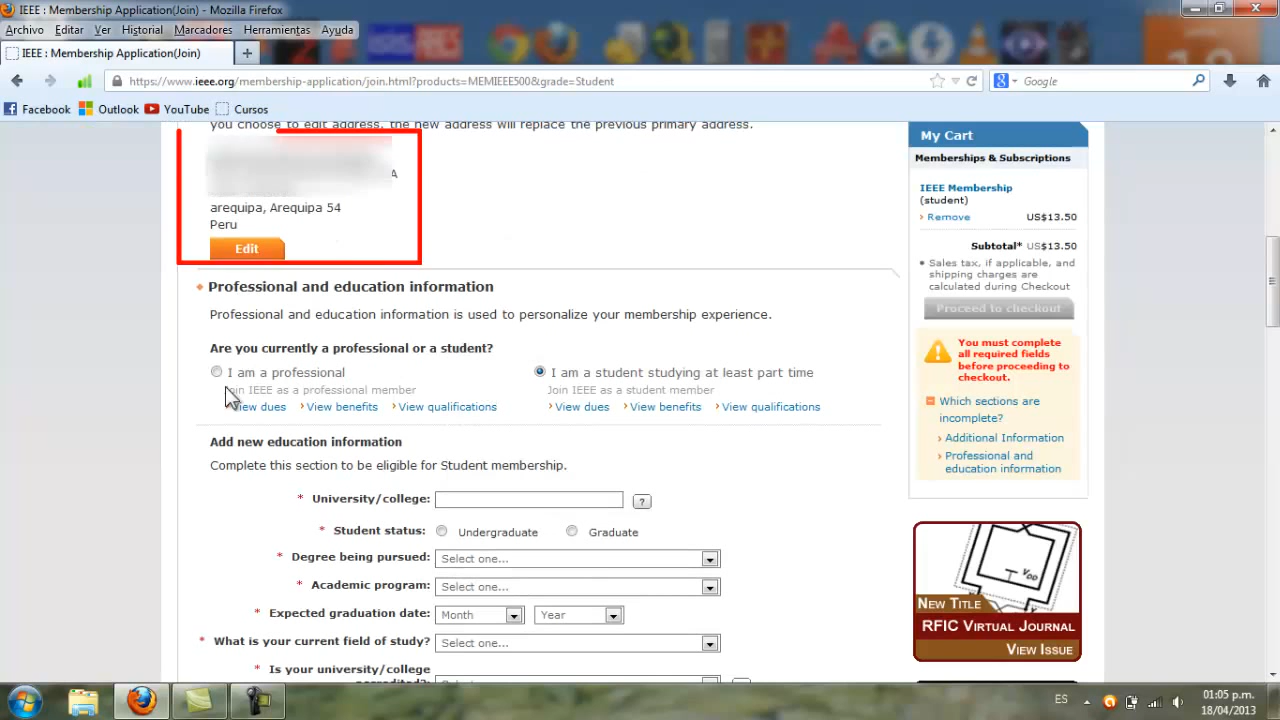 IEEE : Membership Application(Join) - Mozilla Firefox
Archivo Editar Ver Historial Marcadores Herramientas Ayuda
IEEE : Membership Application(Join)
https://www.ieee.org/membership-application/join.html?products=MEMIEEE500&grade=Student
Google
Facebook Outlook YouTube Cursos
you choose to edit address, the new address will replace the previous primary address.
A
arequipa, Arequipa 54
Peru
Edit
Professional and education information
Professional and education information is used to personalize your membership experience.
Are you currently a professional or a student?
I am a professional
Join IEEE as a professional member
View dues View benefits View qualifications
I am a student studying at least part time
Join IEEE as a student member
View dues View benefits View qualifications
Add new education information
Complete this section to be eligible for Student membership.
* University/college: ?
* Student status: Undergraduate Graduate
* Degree being pursued: Select one...
* Academic program: Select one...
* Expected graduation date: Month Year
* What is your current field of study? Select one...
* Is your university/college
My Cart
Memberships & Subscriptions
IEEE Membership
(student)
Remove US$13.50
Subtotal* US$13.50
Sales tax, if applicable, and
shipping charges are
calculated during Checkout
Proceed to checkout
You must complete
all required fields
before proceeding to
checkout.
Which sections are
incomplete?
Additional Information
Professional and
education information
VDD
NEW TITLE
RFIC VIRTUAL JOURNAL
VIEW ISSUE
ES
01:05 p.m.
18/04/2013